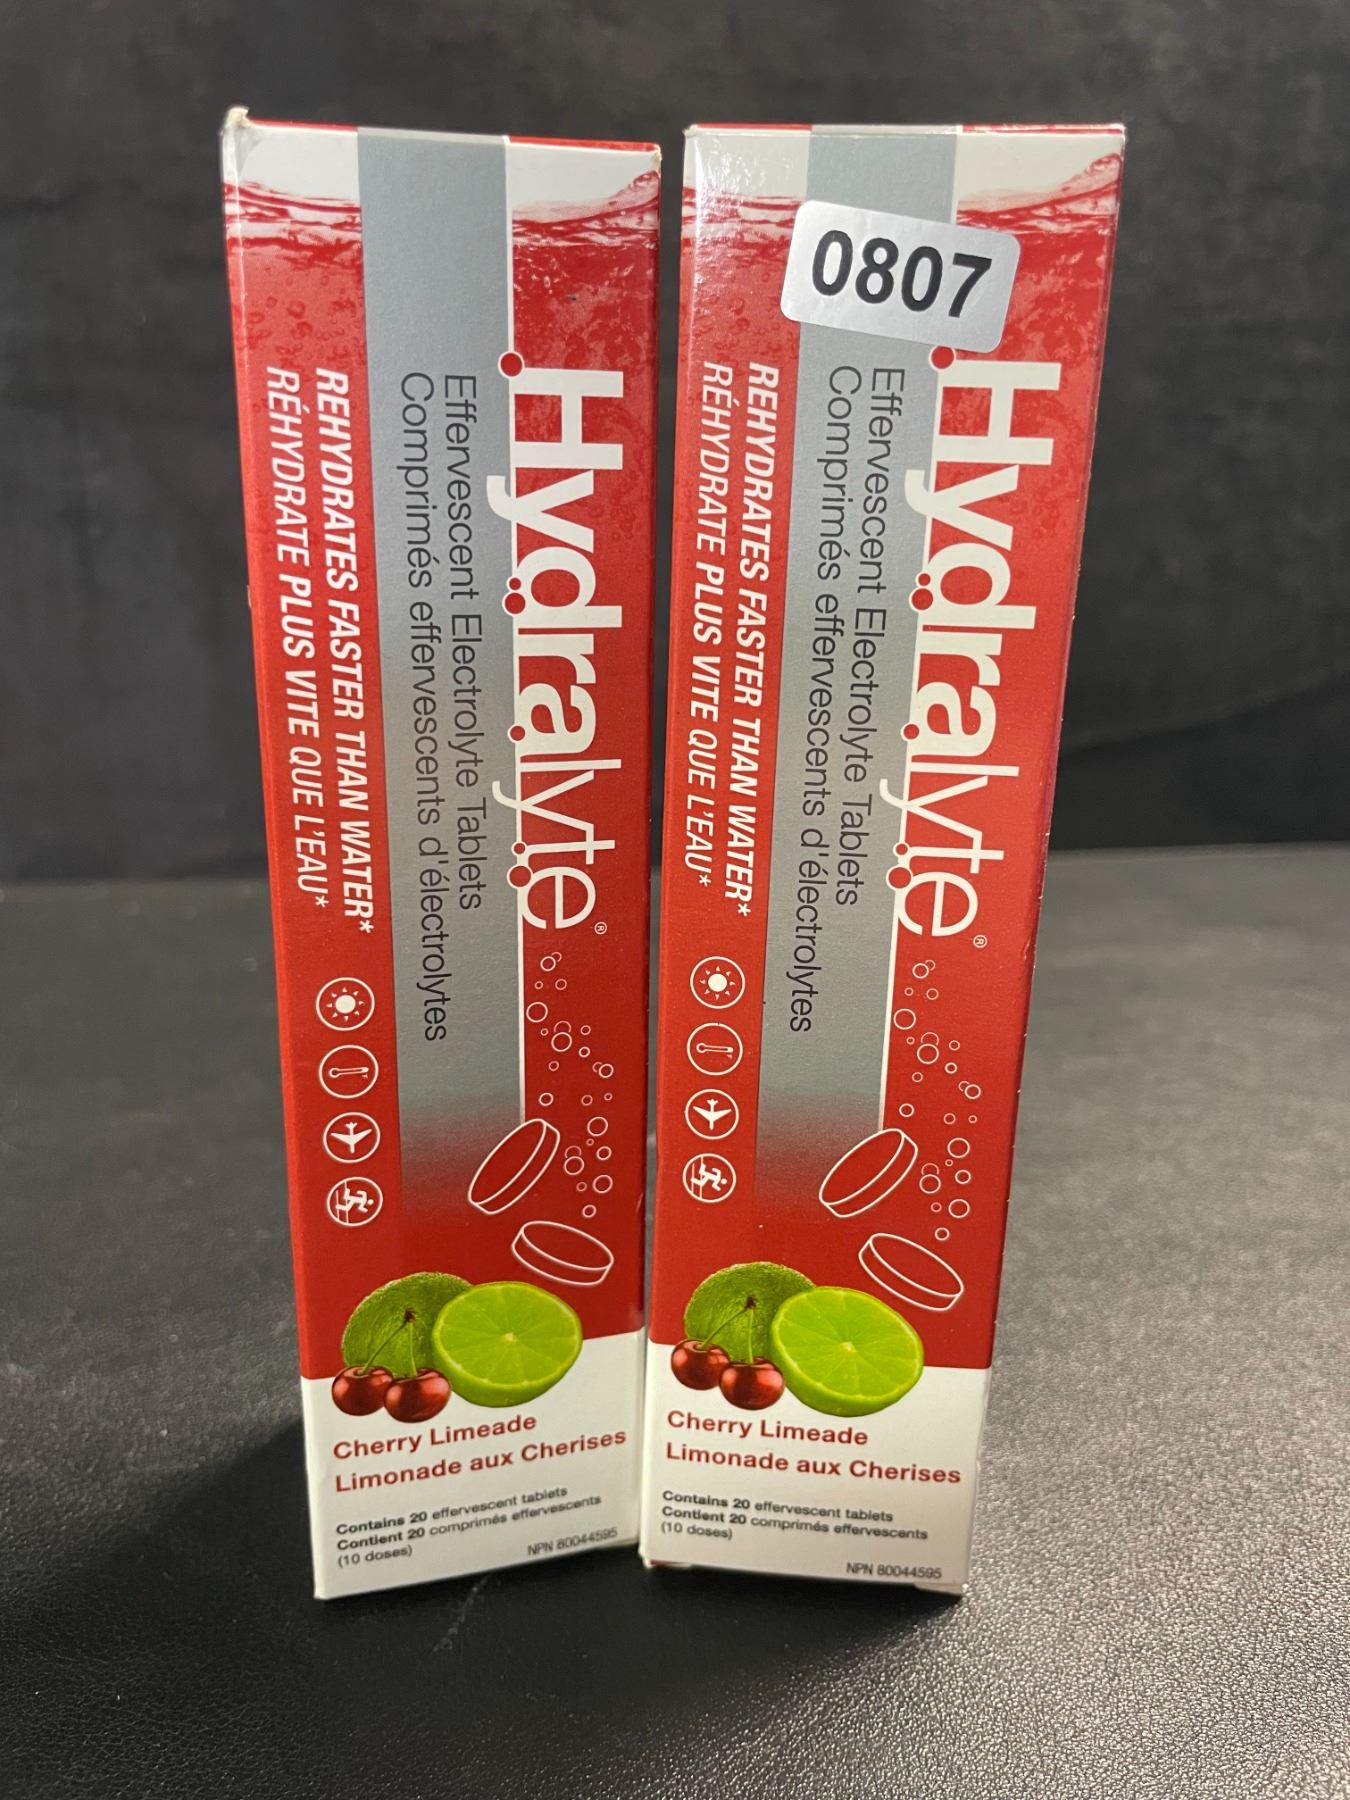 Hydralyte®
Effervescent Electrolyte Tablets
Comprimés effervescents d'électrolytes
REHYDRATES FASTER THAN WATER*
RÉHYDRATE PLUS VITE QUE L'EAU*
Cherry Limeade
Limonade aux Cherises
Contains 20 effervescent tablets
Contient 20 comprimés effervescents
(10 doses)
NPN 80044595
0807
Hydralyte®
Effervescent Electrolyte Tablets
Comprimés effervescents d'électrolytes
REHYDRATES FASTER THAN WATER*
RÉHYDRATE PLUS VITE QUE L'EAU*
Cherry Limeade
Limonade aux Cherises
Contains 20 effervescent tablets
Contient 20 comprimés effervescents
(10 doses)
NPN 80044595